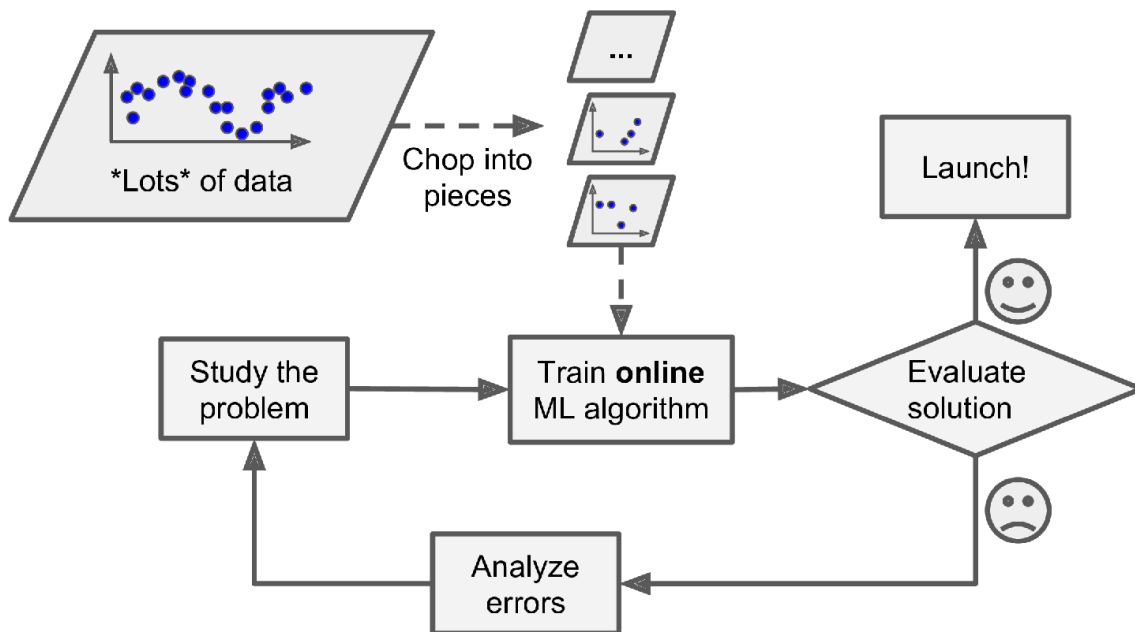 *Lots* of data
Chop into
pieces
...
Launch!
Study the
problem
Train online
ML algorithm
Evaluate
solution
Analyze
errors